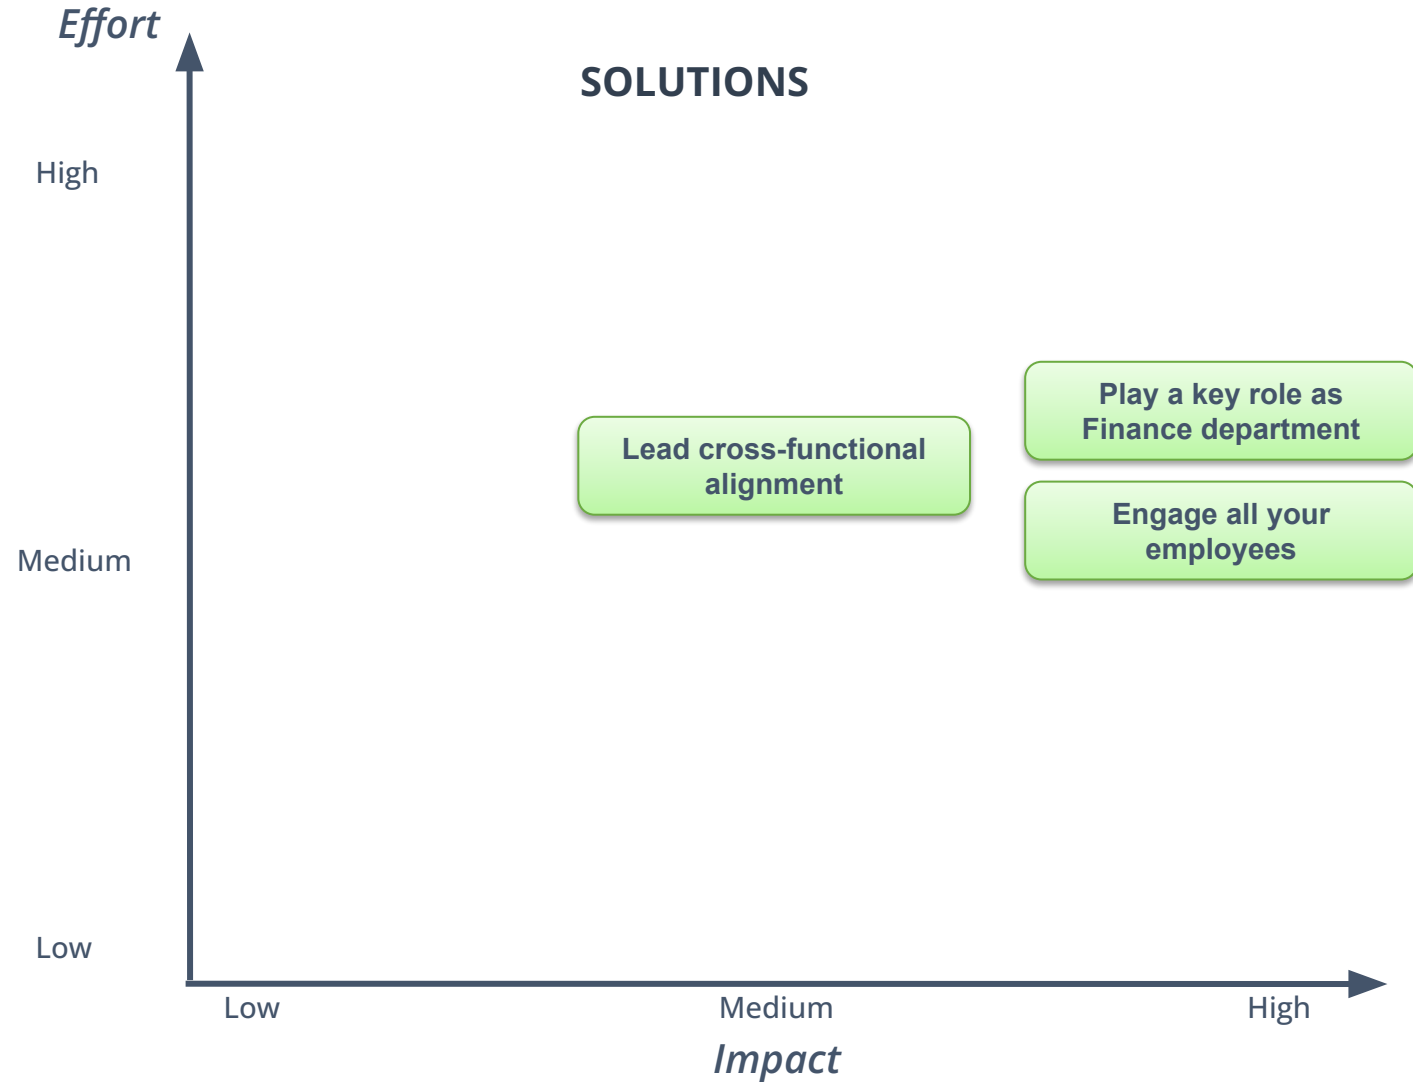 Effort
SOLUTIONS
High
Play a key role as
Finance department
Lead cross-functional
alignment
Engage all your
employees
Medium
Low
Low
Medium
High
Impact